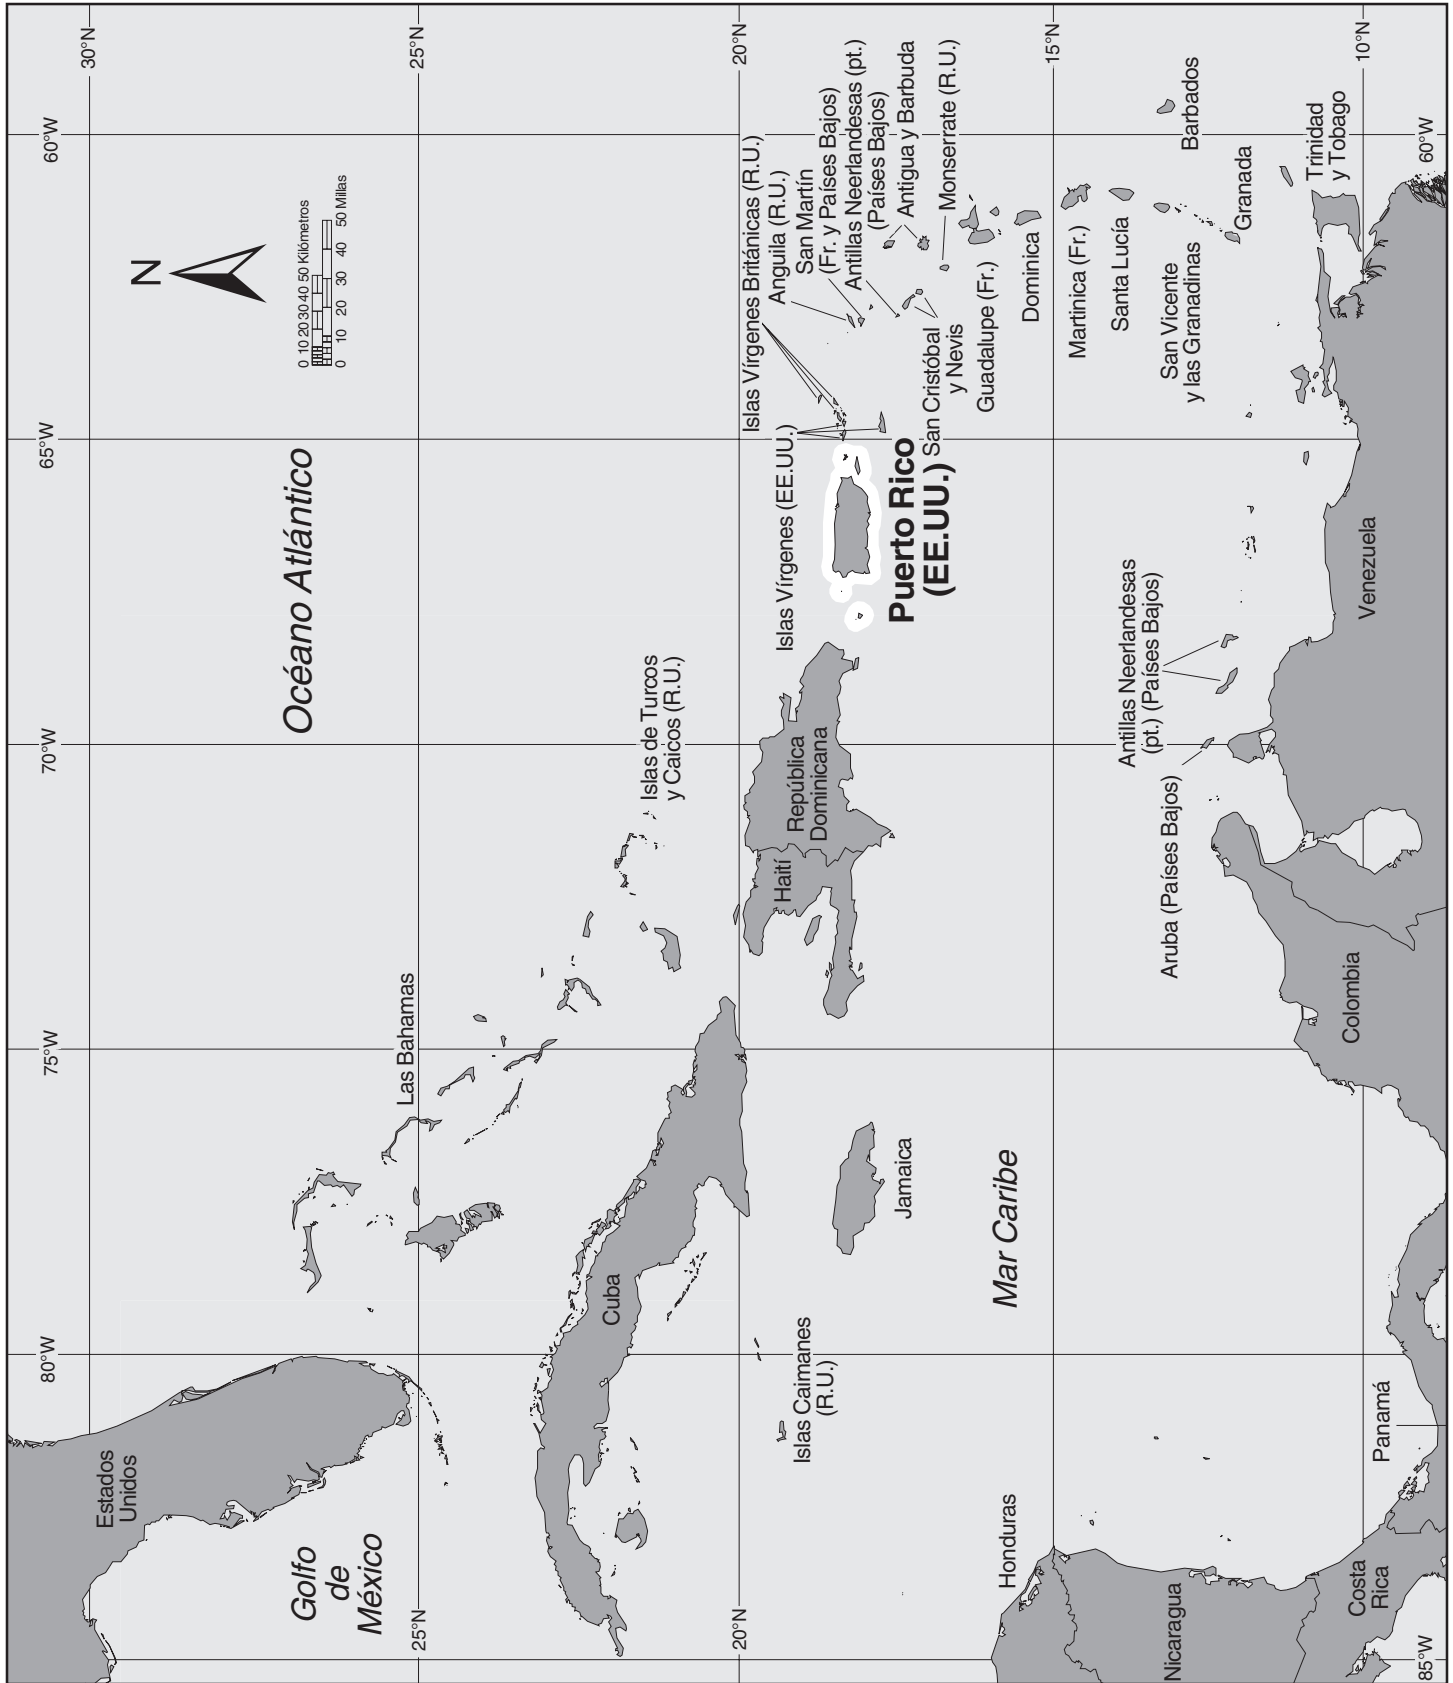 85°W
80°W
75°W
70°W
65°W
60°W
30°N
N
0 10 20 30 40 50 Kilómetros
0 10 20 30 40 50 Millas
Océano Atlántico
Estados
Unidos
Golfo
de
México
25°N
25°N
Las Bahamas
Islas de Turcos
y Caicos (R.U.)
Cuba
20°N
20°N
Islas Caimanes
(R.U.)
Jamaica
Haití
República
Dominicana
Islas Vírgenes (EE.UU.)
Islas Vírgenes Británicas (R.U.)
Anguila (R.U.)
San Martín
(Fr. y Países Bajos)
Antillas Neerlandesas (pt.)
(Países Bajos)
Antigua y Barbuda
Monserrate (R.U.)
Puerto Rico
(EE.UU.)
San Cristóbal
y Nevis
Guadalupe (Fr.)
Dominica
Mar Caribe
Honduras
15°N
Martinica (Fr.)
Santa Lucía
San Vicente
y las Granadinas
Barbados
Granada
Antillas Neerlandesas
(pt.) (Países Bajos)
Aruba (Países Bajos)
Nicaragua
Costa
Rica
Panamá
Colombia
Venezuela
Trinidad
y Tobago
10°N
60°W